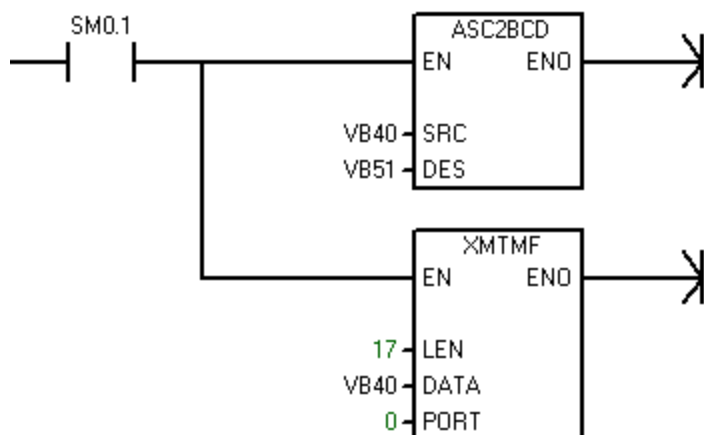 SM0.1
ASC2BCD
EN ENO
VB40 SRC
VB51 DES
XMTMF
EN ENO
17 LEN
VB40 DATA
0 PORT